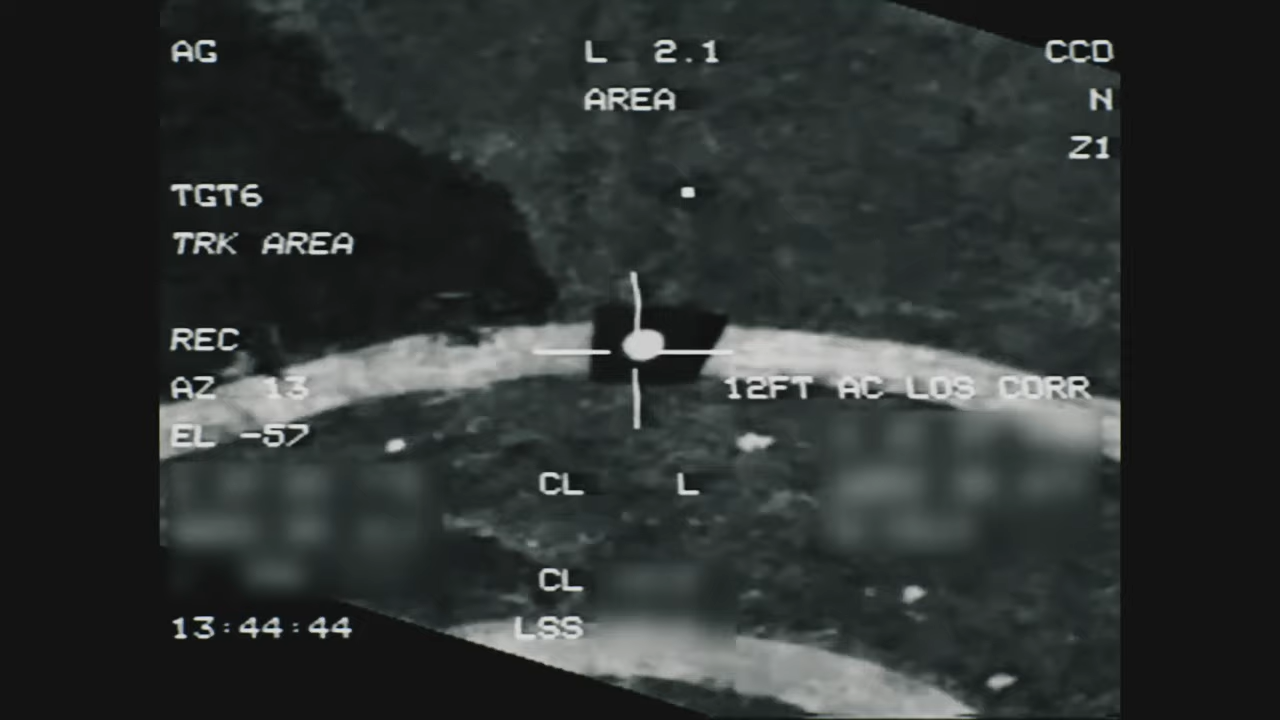 AG L 2.1 CCD
AREA N
Z1
TGT6
TRK AREA
REC
AZ 13 12FT AC LOS CORR
EL -57
CL L
CL
13:44:44 LSS